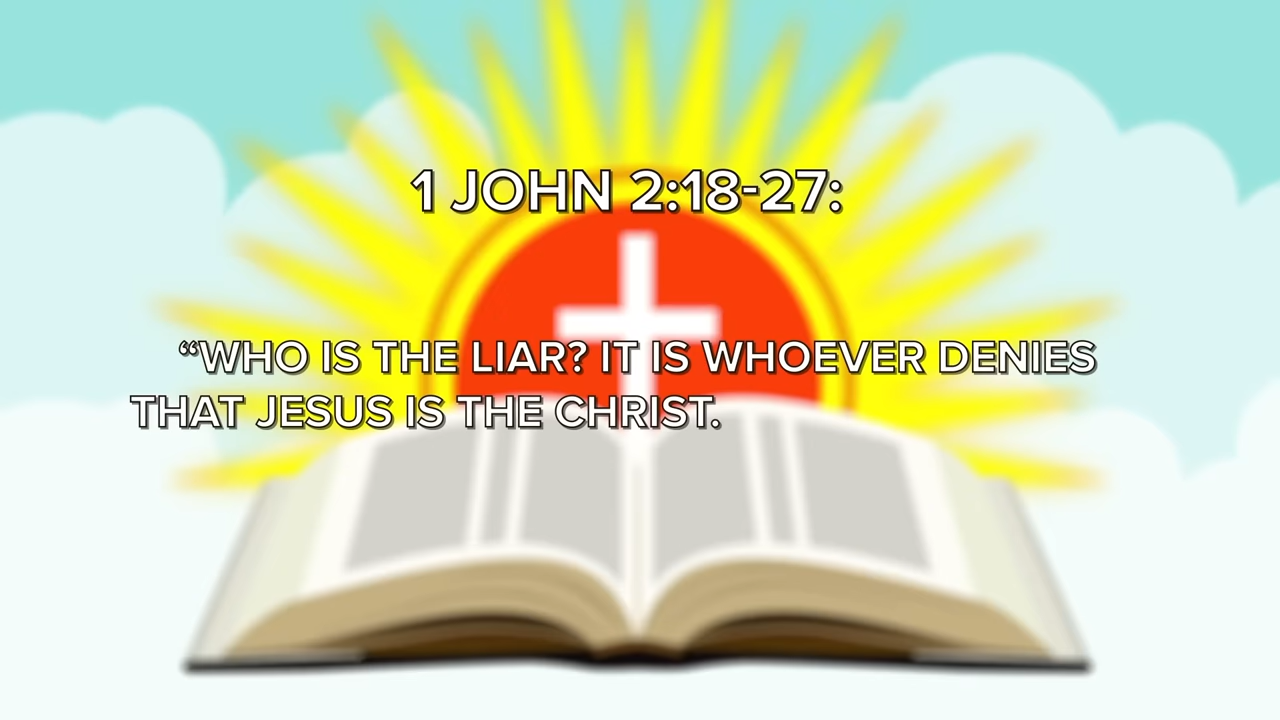 1 JOHN 2:18-27:
“WHO IS THE LIAR? IT IS WHOEVER DENIES
THAT JESUS IS THE CHRIST.